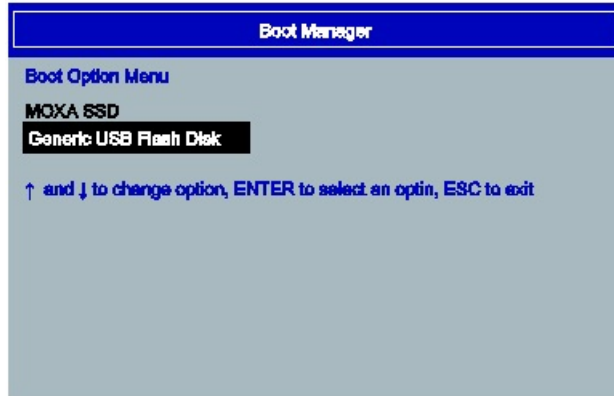 Boot Manager
Boot Option Menu
MOXA SSD
Generic USB Flash Disk
↑ and ↓ to change option, ENTER to select an optin, ESC to exit